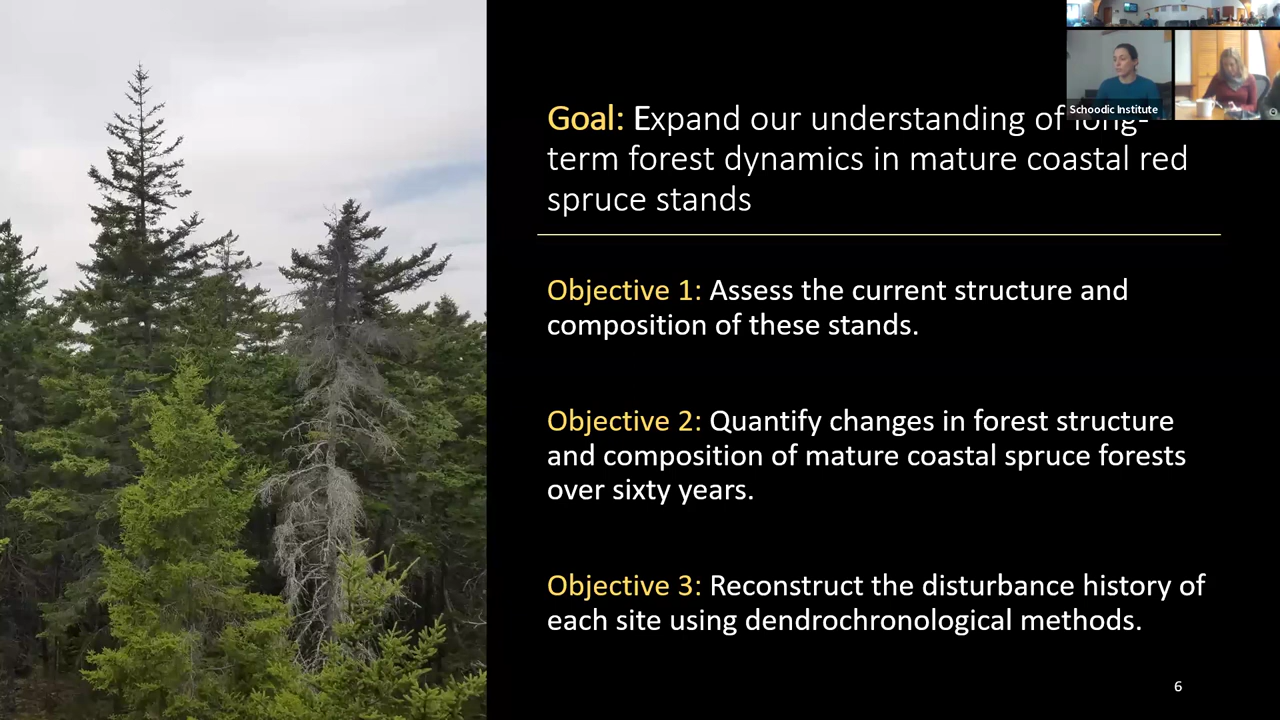 Schoodic Institute
Goal: Expand our understanding of long-
term forest dynamics in mature coastal red
spruce stands
Objective 1: Assess the current structure and
composition of these stands.
Objective 2: Quantify changes in forest structure
and composition of mature coastal spruce forests
over sixty years.
Objective 3: Reconstruct the disturbance history of
each site using dendrochronological methods.
6